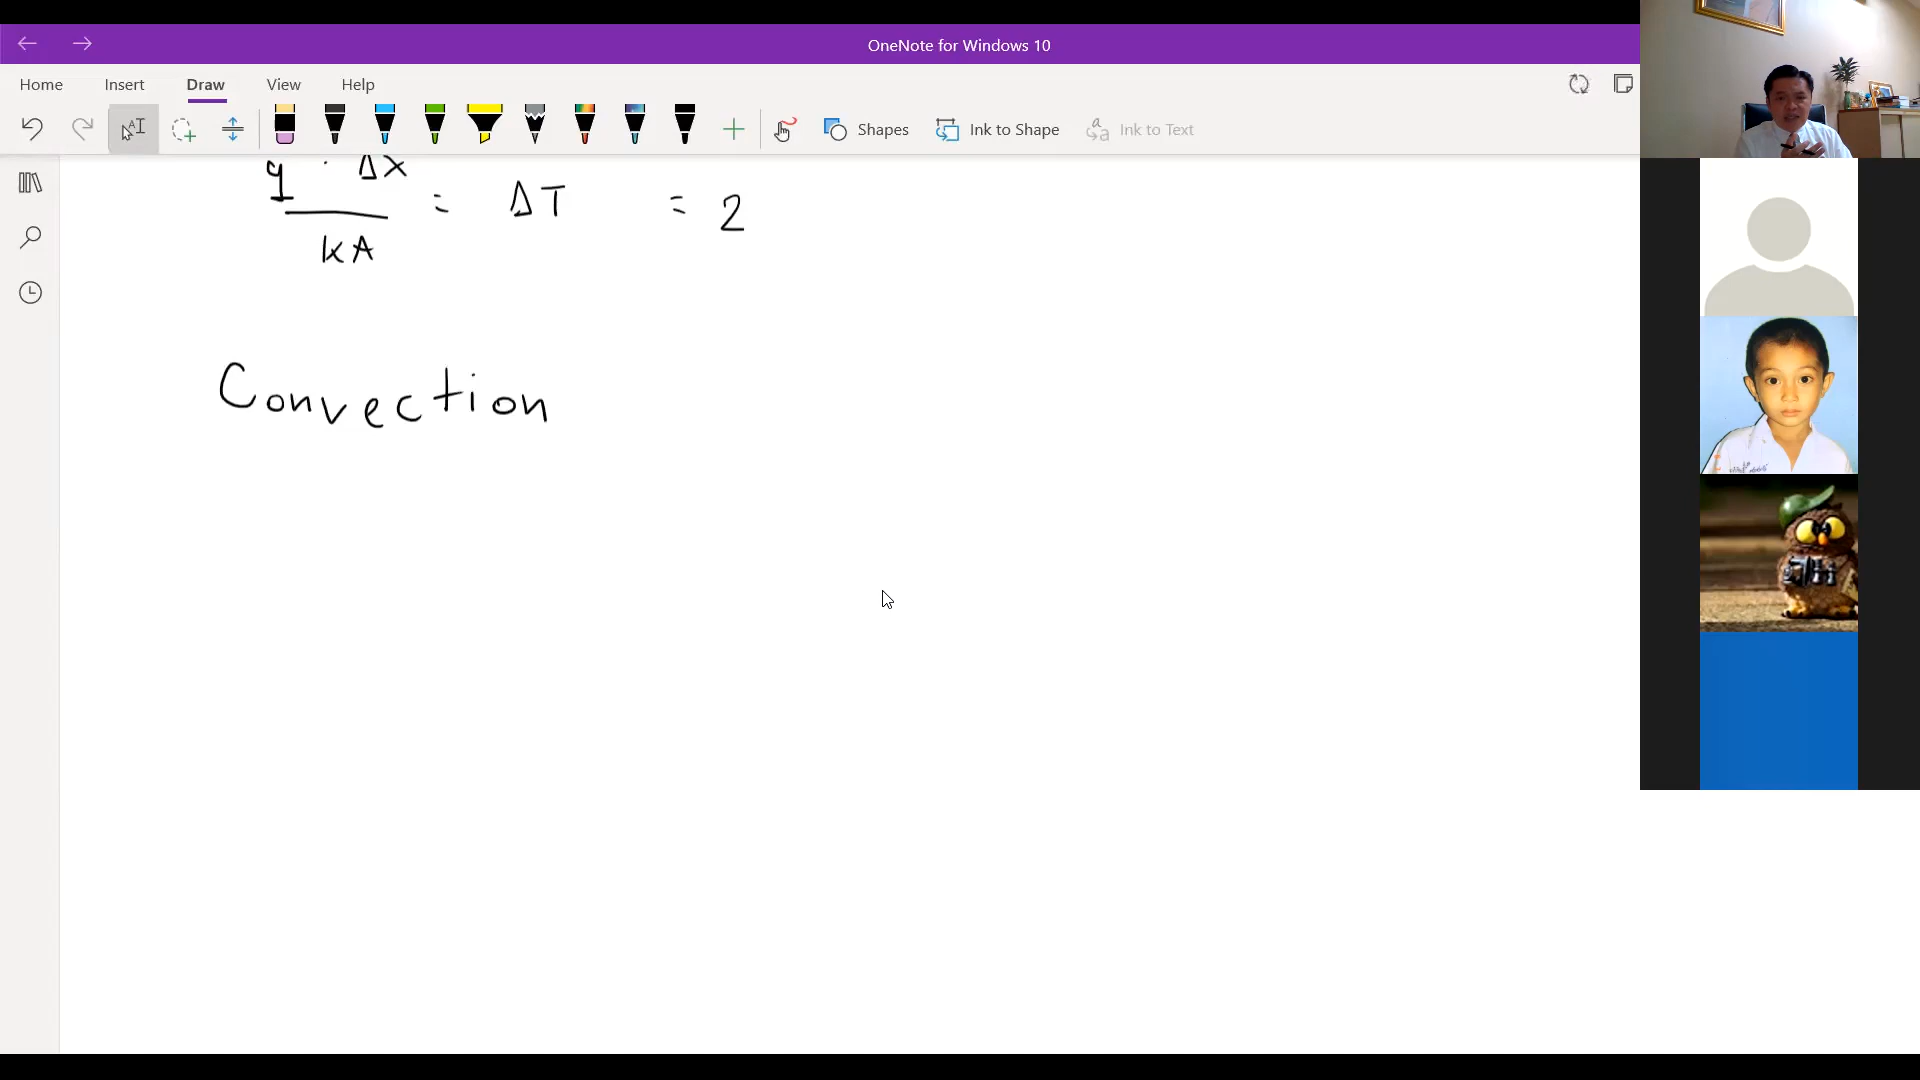 OneNote for Windows 10
Home Insert Draw View Help
Shapes Ink to Shape Ink to Text
q · Δx
= ΔT = 2
kA
Convection